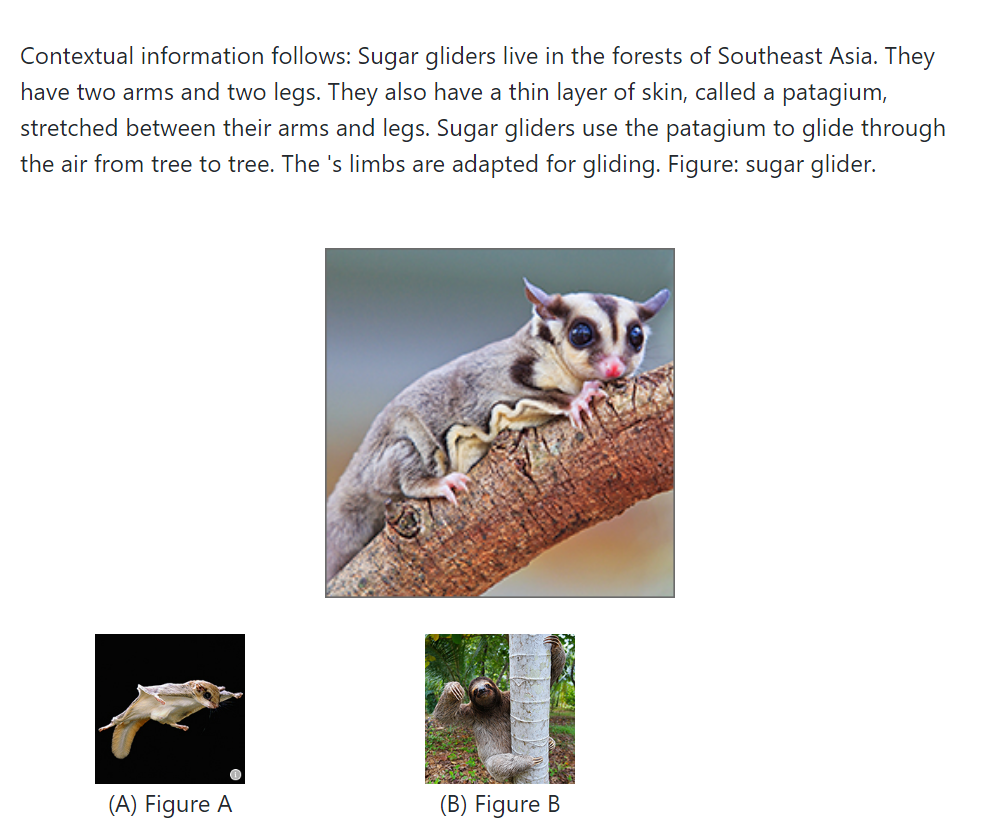 Contextual information follows: Sugar gliders live in the forests of Southeast Asia. They
have two arms and two legs. They also have a thin layer of skin, called a patagium,
stretched between their arms and legs. Sugar gliders use the patagium to glide through
the air from tree to tree. The 's limbs are adapted for gliding. Figure: sugar glider.
(A) Figure A
(B) Figure B